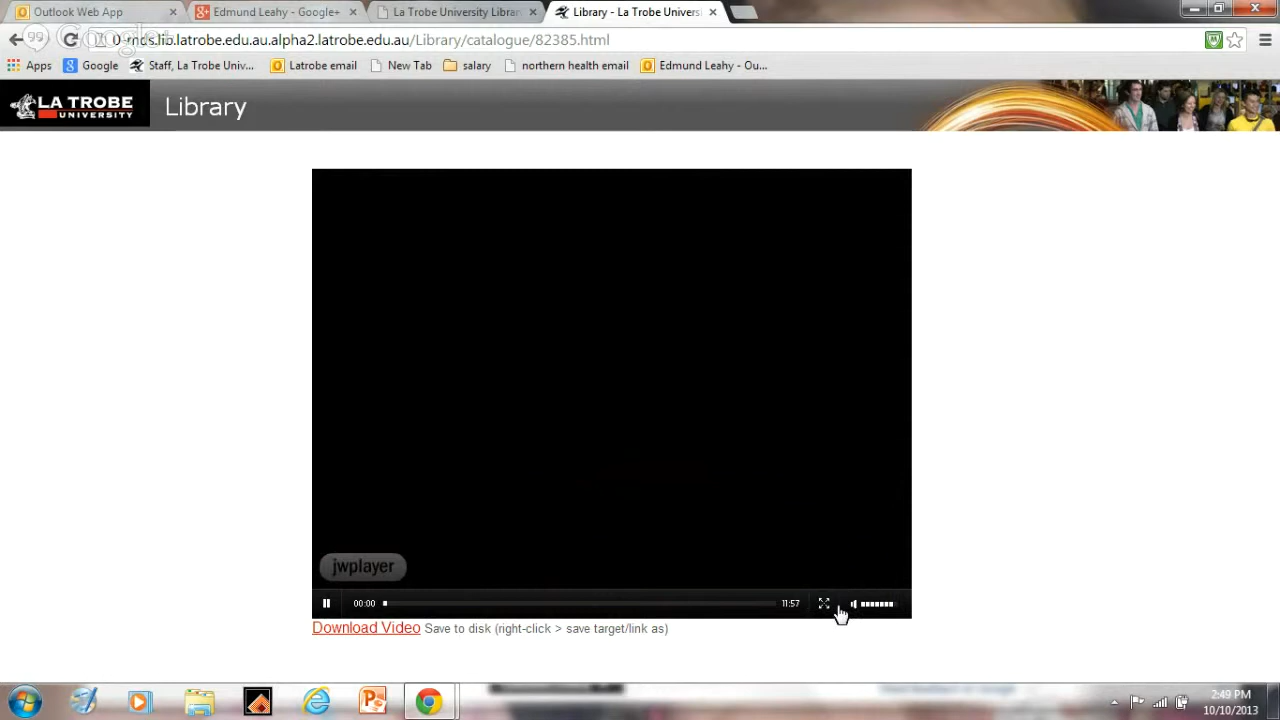 Outlook Web App
Edmund Leahy - Google+
La Trobe University Librar
Library - La Trobe Universi
99
Google+
mds.lib.latrobe.edu.au.alpha2.latrobe.edu.au/Library/catalogue/82385.html
Apps
Google
Staff, La Trobe Univ...
Latrobe email
New Tab
salary
northern health email
Edmund Leahy - Ou...
LA TROBE
UNIVERSITY
Library
jwplayer
00:00
11:57
Download Video Save to disk (right-click > save target/link as)
2:49 PM
10/10/2013